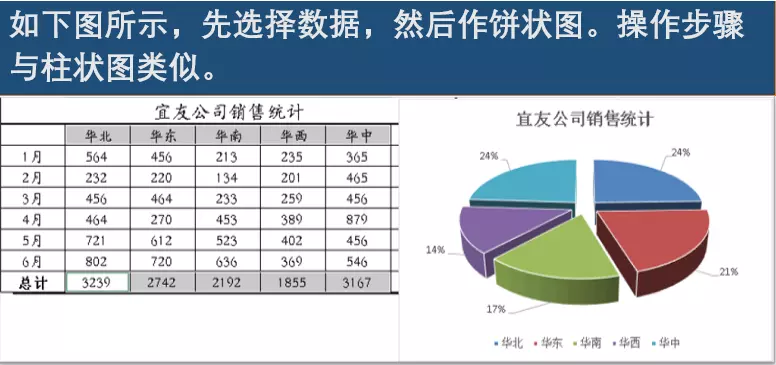 如下图所示，先选择数据，然后作饼状图。操作步骤
与柱状图类似。
宜友公司销售统计
华北 华东 华南 华西 华中
1月 564 456 213 235 365
2月 232 220 134 201 465
3月 456 464 233 259 456
4月 464 270 453 389 879
5月 721 612 523 402 456
6月 802 720 636 369 546
总计 3239 2742 2192 1855 3167
宜友公司销售统计
24% 24%
14%
21%
17%
华北 华东 华南 华西 华中